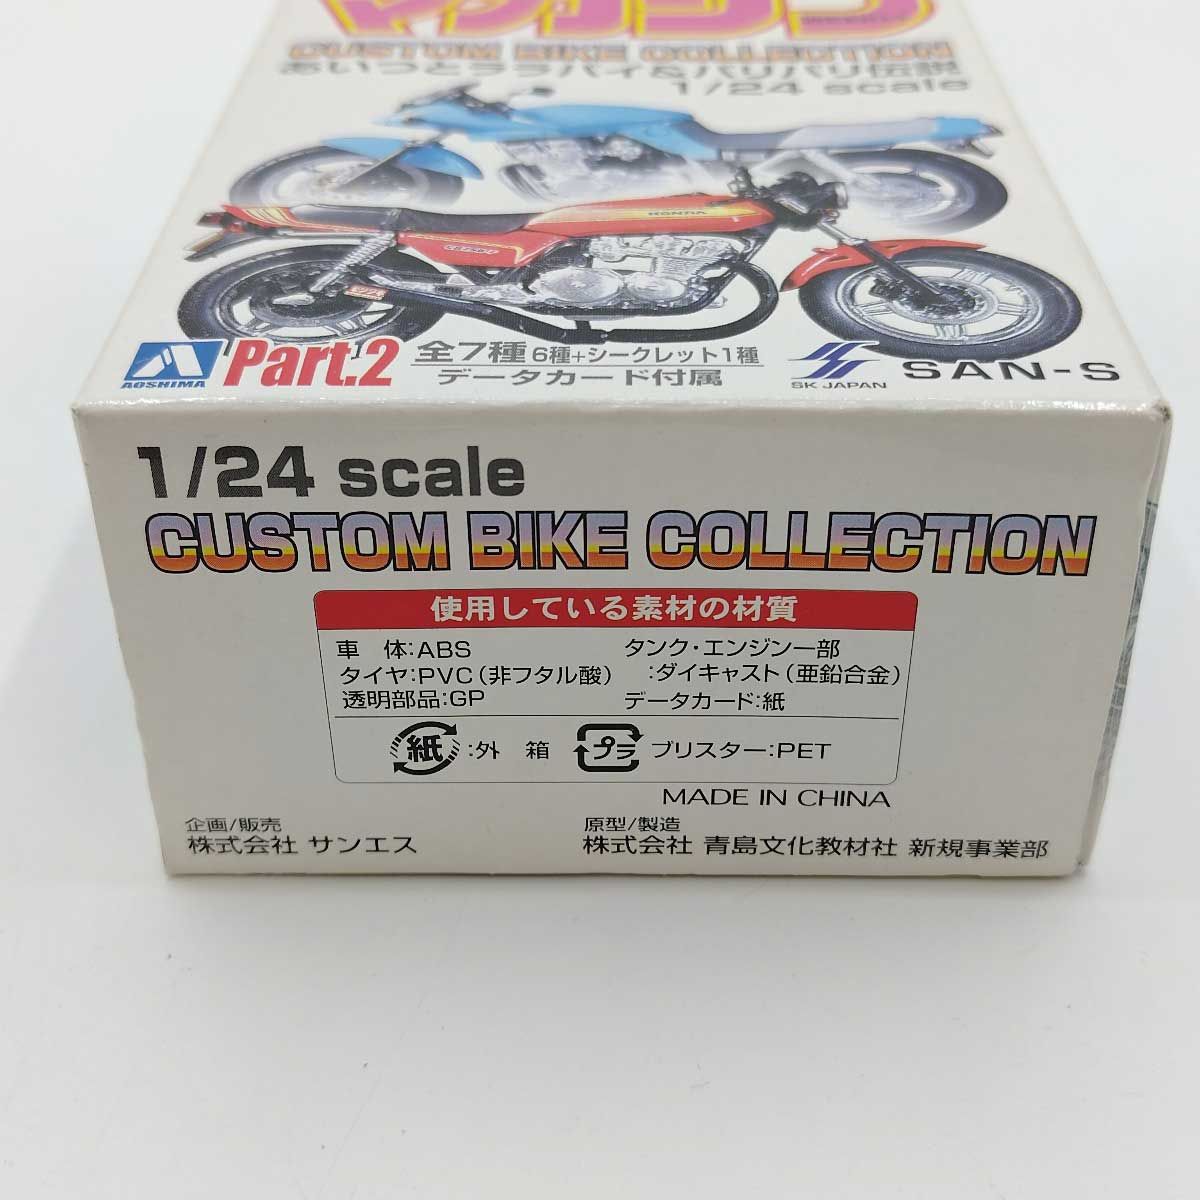 マガジン
CUSTOM BIKE COLLECTION
あいつとララバイ&バリバリ伝説
1/24 scale
HONDA
AOSHIMA
Part.2
全7種 6種+シークレット1種
データカード付属
SK JAPAN
SAN-S
1/24 scale
CUSTOM BIKE COLLECTION
使用している素材の材質
車 体:ABS
タンク・エンジン一部
タイヤ:PVC(非フタル酸)
:ダイキャスト(亜鉛合金)
透明部品:GP
データカード:紙
紙:外 箱
プラ ブリスター:PET
MADE IN CHINA
企画/販売
株式会社 サンエス
原型/製造
株式会社 青島文化教材社 新規事業部